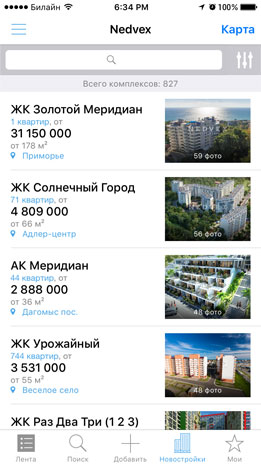 Билайн
6:34 PM
100%
Nedvex
Карта
Всего комплексов: 827
ЖК Золотой Меридиан
1 квартир, от
31 150 000
от 178 м²
Приморье
NEDVEX
59 фото
ЖК Солнечный Город
71 квартир, от
4 809 000
от 66 м²
Адлер-центр
56 фото
АК Меридиан
44 квартир, от
2 888 000
от 36 м²
Дагомыс пос.
48 фото
ЖК Урожайный
744 квартир, от
3 531 000
от 55 м²
Веселое село
48 фото
ЖК Раз Два Три (1 2 3)
Лента
Поиск
Добавить
Новостройки
Мои